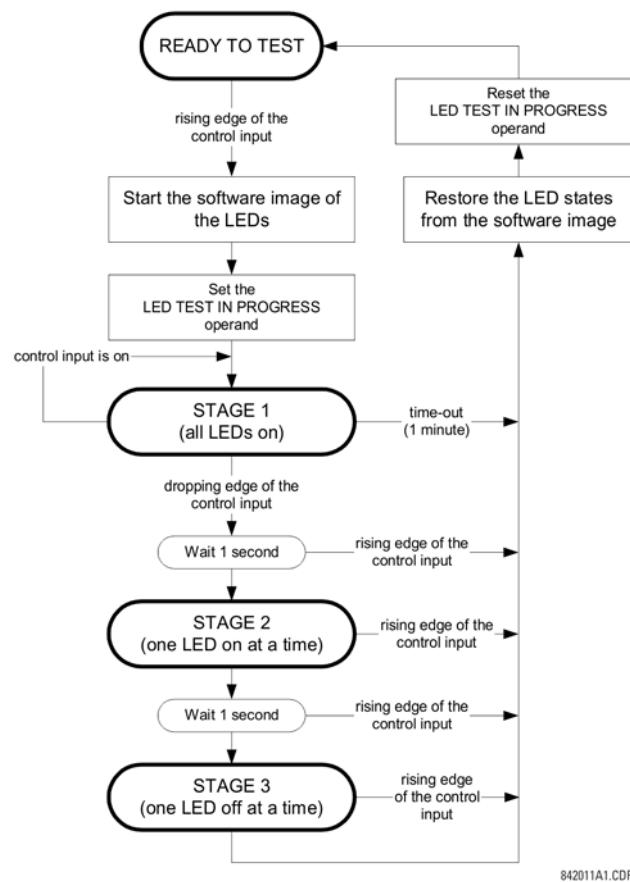 READY TO TEST
rising edge of the
control input
Start the software image of
the LEDs
Set the
LED TEST IN PROGRESS
operand
control input is on
STAGE 1
(all LEDs on)
time-out
(1 minute)
dropping edge of the
control input
Wait 1 second
rising edge of the
control input
STAGE 2
(one LED on at a time)
rising edge of the
control input
Wait 1 second
rising edge of the
control input
STAGE 3
(one LED off at a time)
rising edge
of the control
input
Reset the
LED TEST IN PROGRESS
operand
Restore the LED states
from the software image
842011A1.CDR